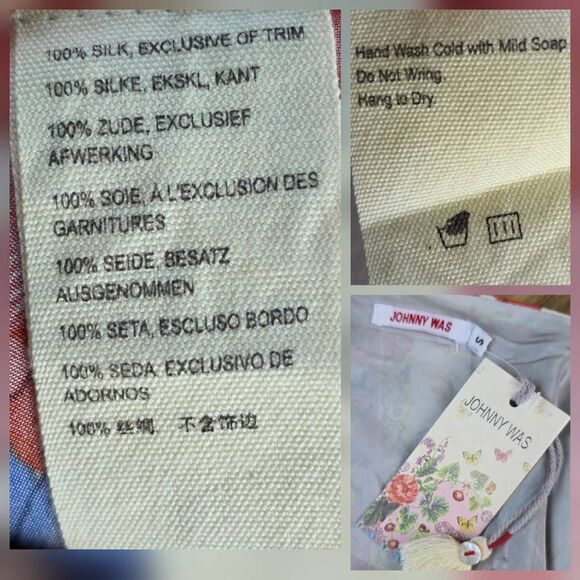 100% SILK, EXCLUSIVE OF TRIM
100% SILKE, EKSKL, KANT
100% ZUDE, EXCLUSIEF
AFWERKING
100% SOIE, À L'EXCLUSION DES
GARNITURES
100% SEIDE, BESATZ
AUSGENOMMEN
100% SETA, ESCLUSO BORDO
100% SEDA, EXCLUSIVO DE
ADORNOS
100% 丝绸 不含饰边
Hand Wash Cold with Mild Soap
Do Not Wring.
Hang to Dry.
JOHNNY WAS
S
JOHNNY WAS